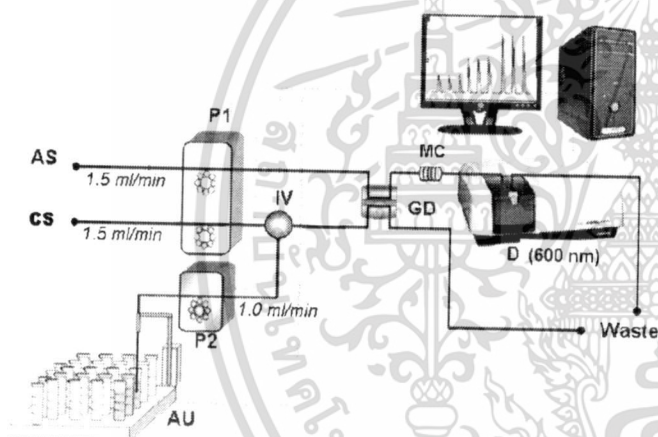 P1
AS
1.5 ml/min
MC
CS
1.5 ml/min
IV
GD
D (600 nm)
1.0 ml/min
P2
Waste
AU